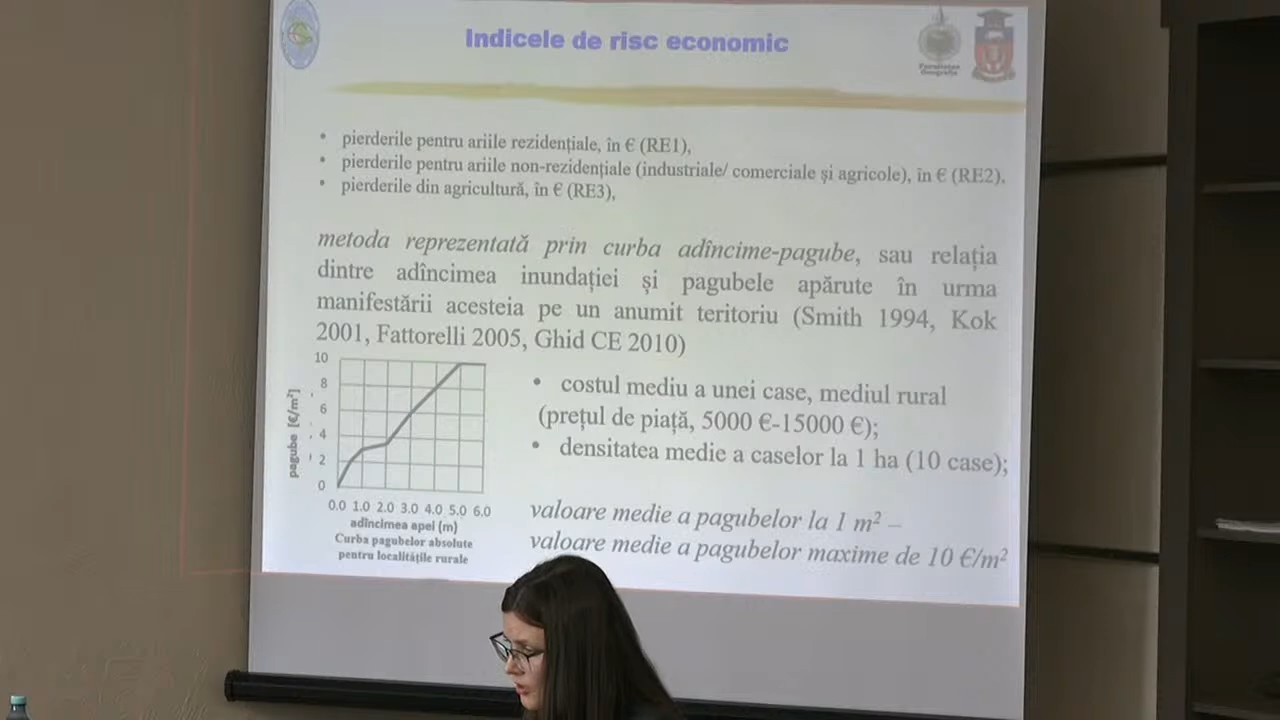 Indicele de risc economic
Facultatea
Geografie
• pierderile pentru ariile rezidențiale, în € (RE1),
• pierderile pentru ariile non-rezidențiale (industriale/ comerciale și agricole), în € (RE2).
• pierderile din agricultură, în € (RE3),
metoda reprezentată prin curba adîncime-pagube, sau relația
dintre adîncimea inundației și pagubele apărute în urma
manifestării acesteia pe un anumit teritoriu (Smith 1994, Kok
2001, Fattorelli 2005, Ghid CE 2010)
pagube [€/m²]
10
8
6
4
2
0
0.0 1.0 2.0 3.0 4.0 5.0 6.0
adîncimea apei (m)
Curba pagubelor absolute
pentru localitățile rurale
• costul mediu a unei case, mediul rural
(prețul de piață, 5000 €-15000 €);
• densitatea medie a caselor la 1 ha (10 case);
valoare medie a pagubelor la 1 m² –
valoare medie a pagubelor maxime de 10 €/m²